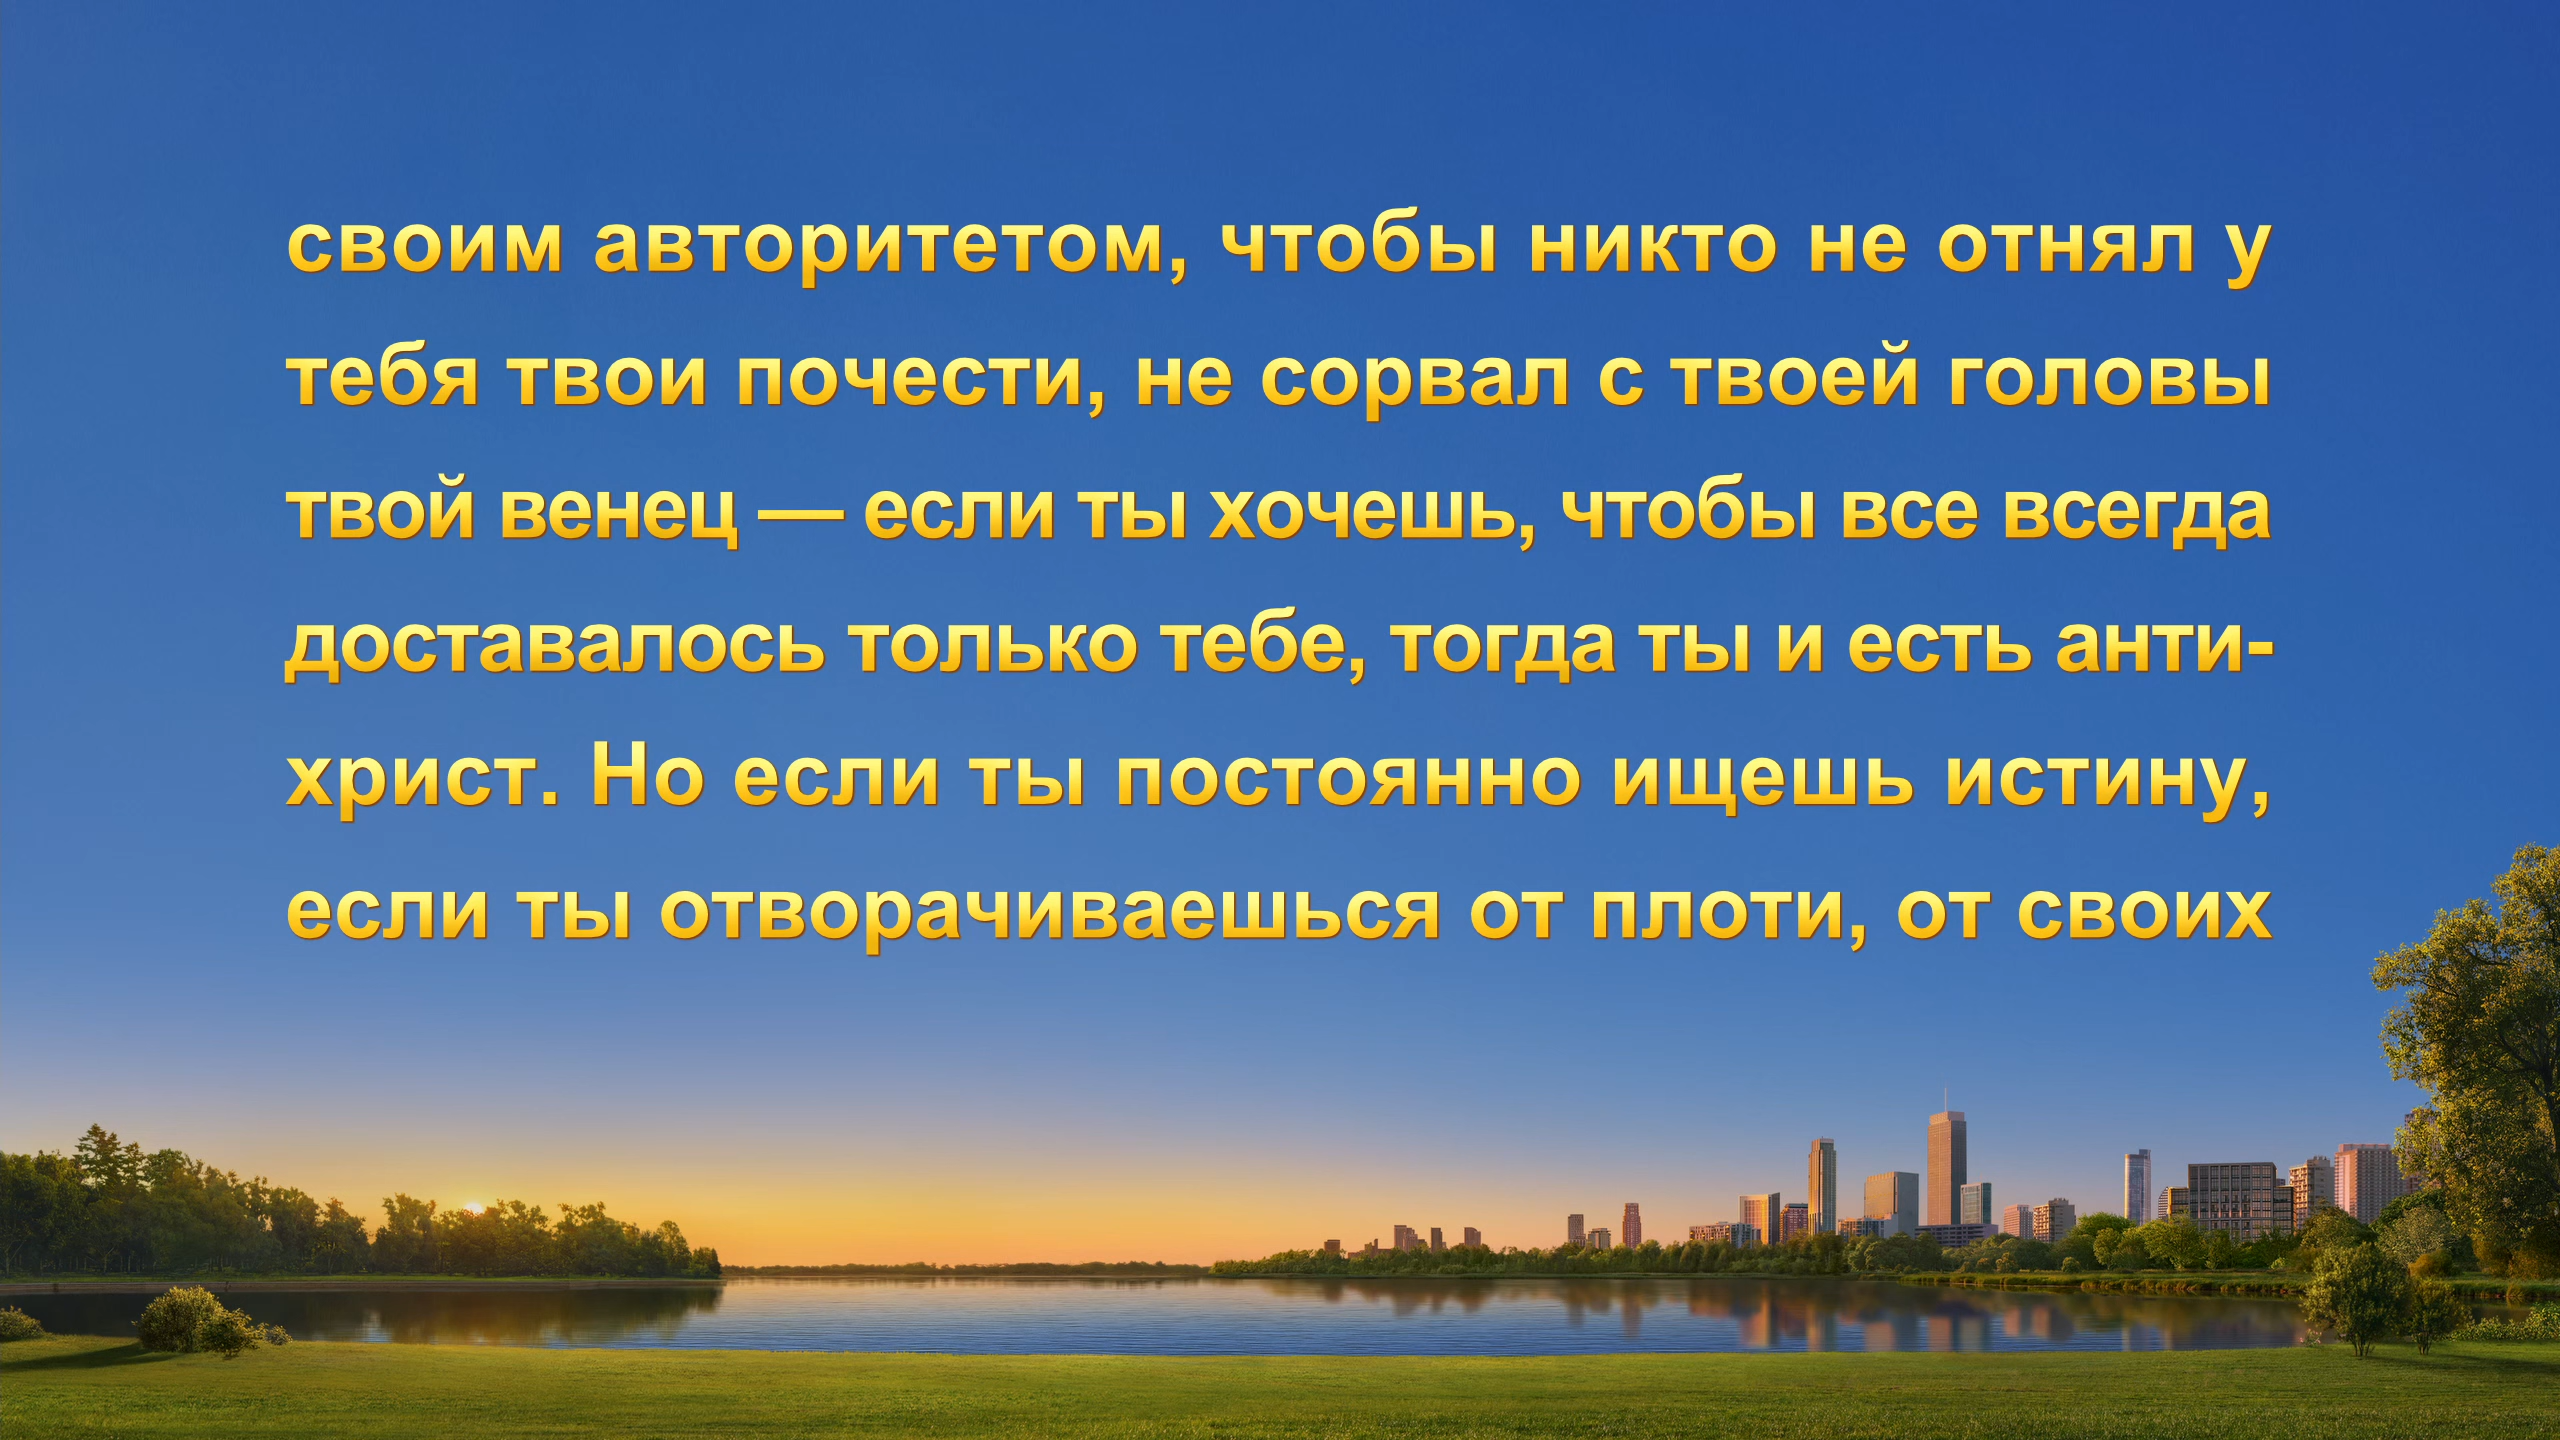 своим авторитетом, чтобы никто не отнял у
тебя твои почести, не сорвал с твоей головы
твой венец — если ты хочешь, чтобы все всегда
доставалось только тебе, тогда ты и есть анти-
христ. Но если ты постоянно ищешь истину,
если ты отворачиваешься от плоти, от своих